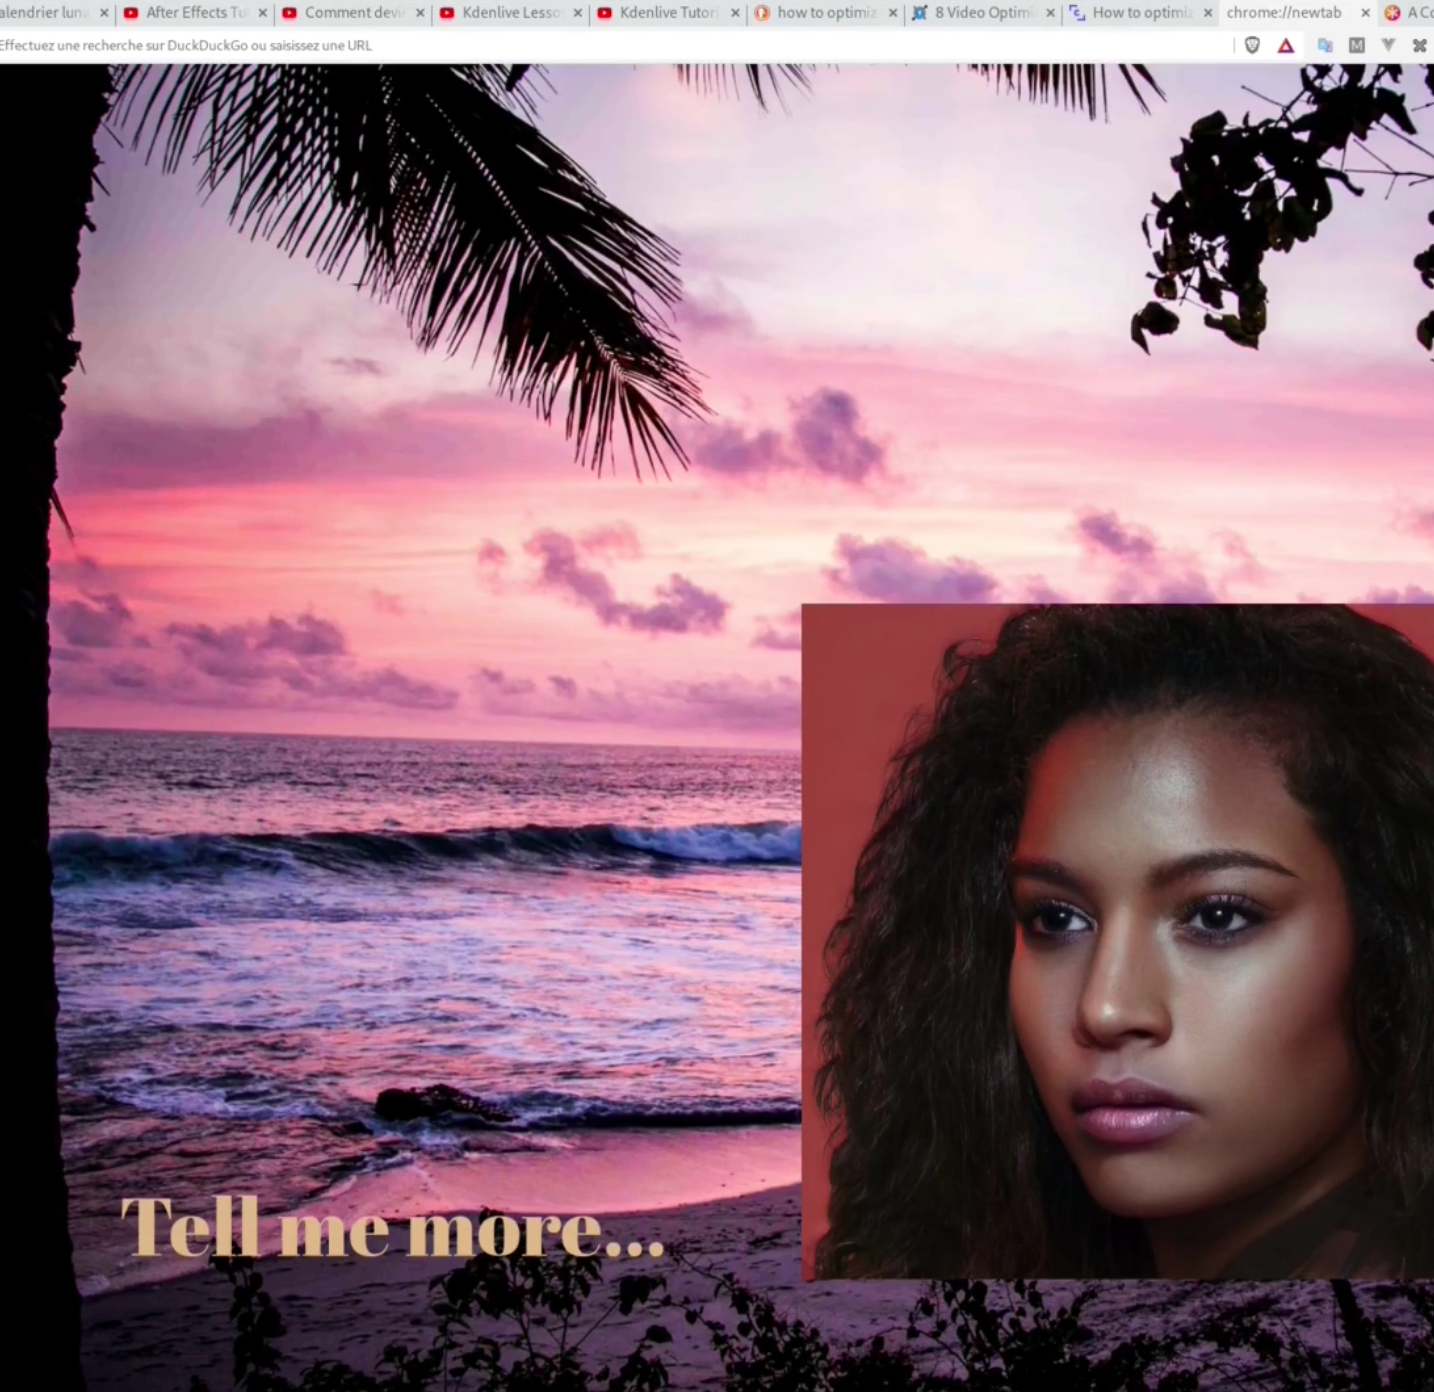 alendrier luna
After Effects Tu
Comment devi
Kdenlive Lesso
Kdenlive Tutori
how to optimiz
8 Video Optimi
How to optimiz
chrome://newtab
A Co
Effectuez une recherche sur DuckDuckGo ou saisissez une URL
M
Tell me more...